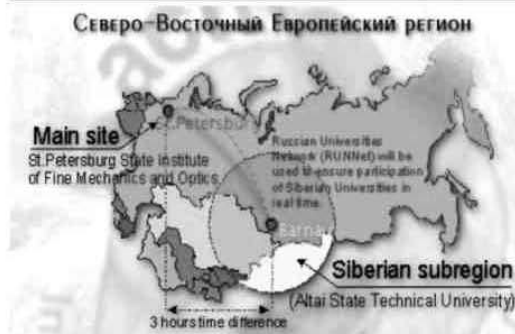 Северо-Восточный Европейский регион
St.Petersburg
Main site
St.Petersburg State Institute
of Fine Mechanics and Optics
Russian Universities
Network (RUNNet) will be
used to ensure participation
of Siberian Universities in
real time.
Barnaul
Siberian subregion
(Altai State Technical University)
3 hours time difference